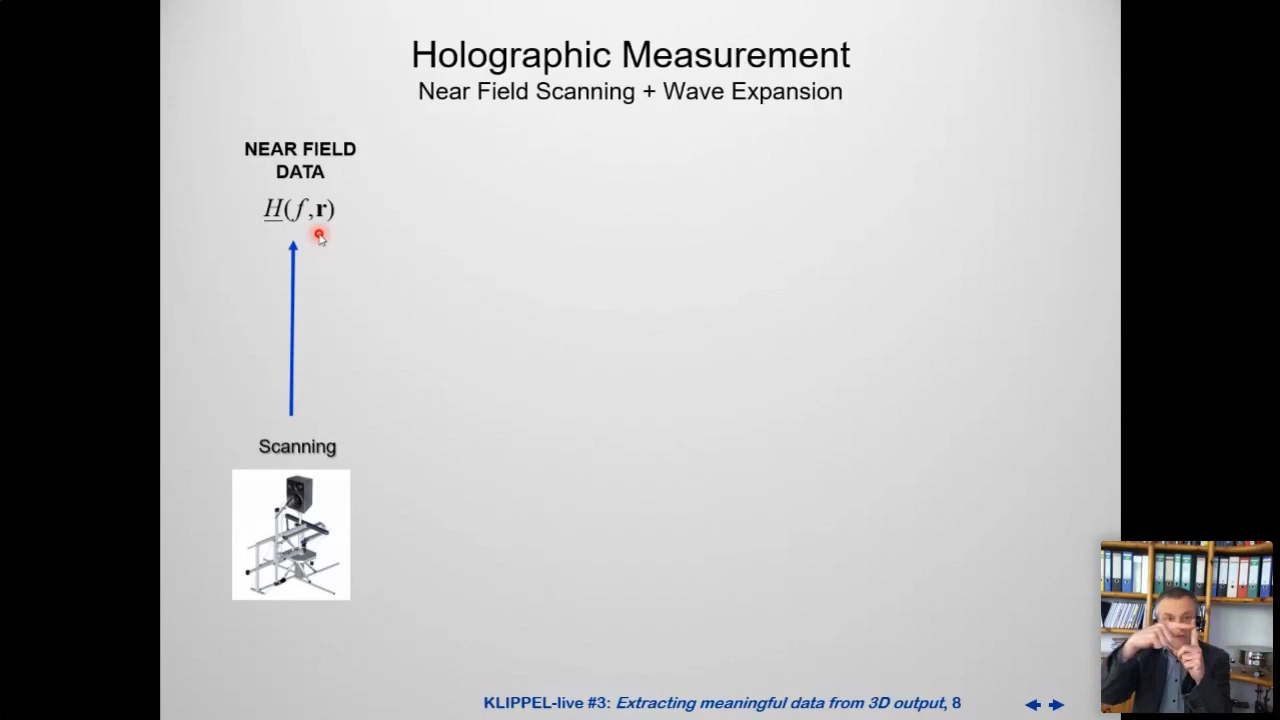 Holographic Measurement
Near Field Scanning + Wave Expansion
NEAR FIELD
DATA
H(f,r)
Scanning
KLIPPEL-live #3: Extracting meaningful data from 3D output, 8